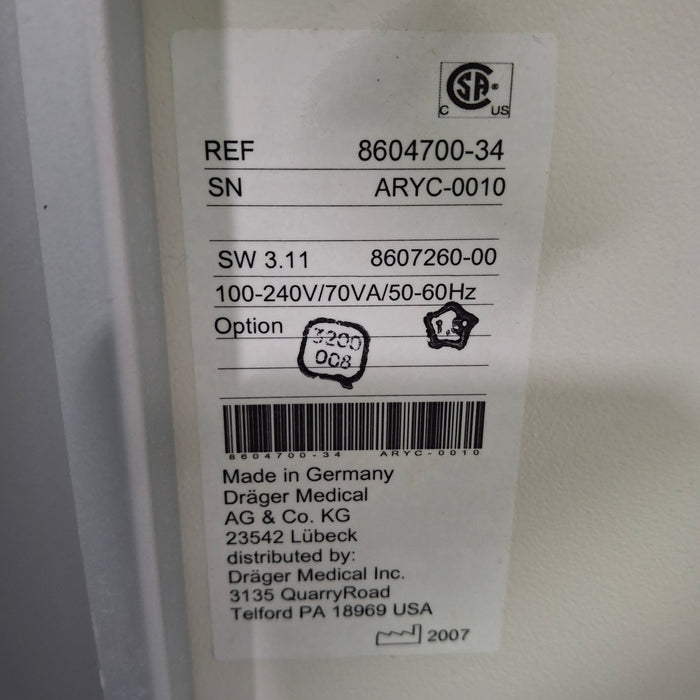 CSA®
C US
REF 8604700-34
SN ARYC-0010
SW 3.11 8607260-00
100-240V/70VA/50-60Hz
Option
3200
008
1,5
8604700-34 ARYC-0010
Made in Germany
Dräger Medical
AG & Co. KG
23542 Lübeck
distributed by:
Dräger Medical Inc.
3135 QuarryRoad
Telford PA 18969 USA
2007